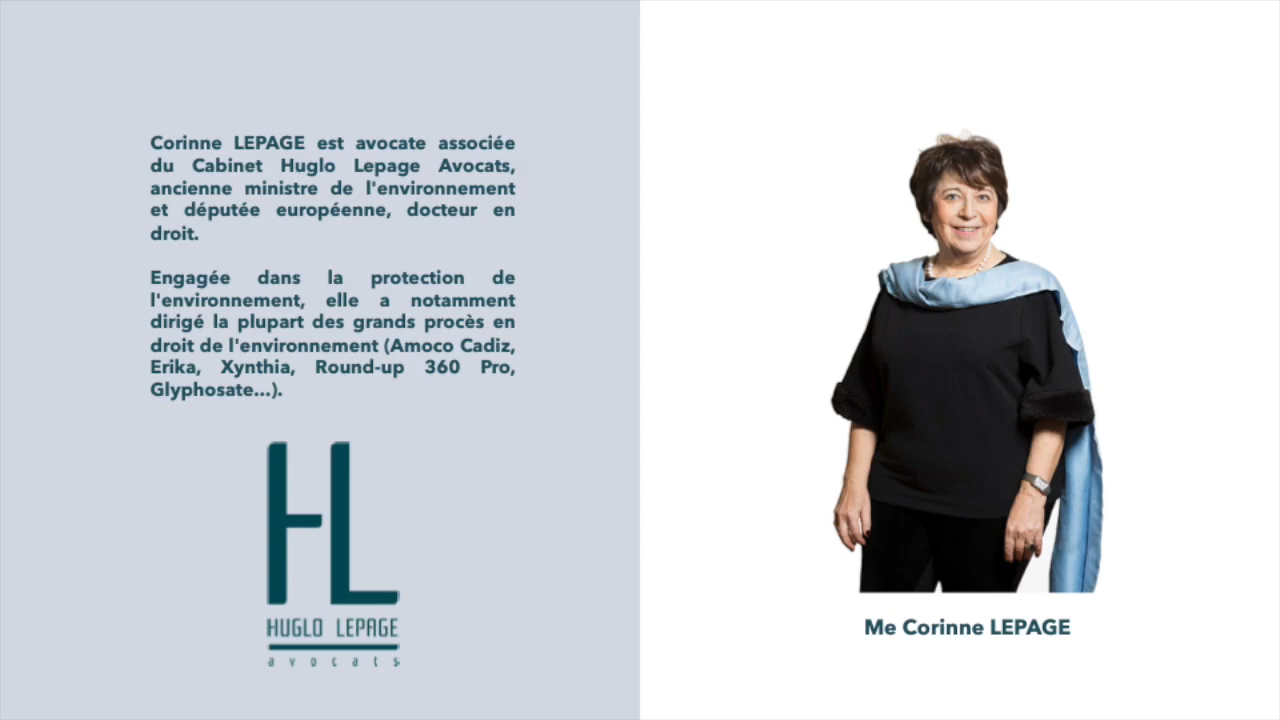 Corinne LEPAGE est avocate associée
du Cabinet Huglo Lepage Avocats,
ancienne ministre de l'environnement
et députée européenne, docteur en
droit.
Engagée dans la protection de
l'environnement, elle a notamment
dirigé la plupart des grands procès en
droit de l'environnement (Amoco Cadiz,
Erika, Xynthia, Round-up 360 Pro,
Glyphosate...).
HL
HUGLO LEPAGE
avocats
Me Corinne LEPAGE